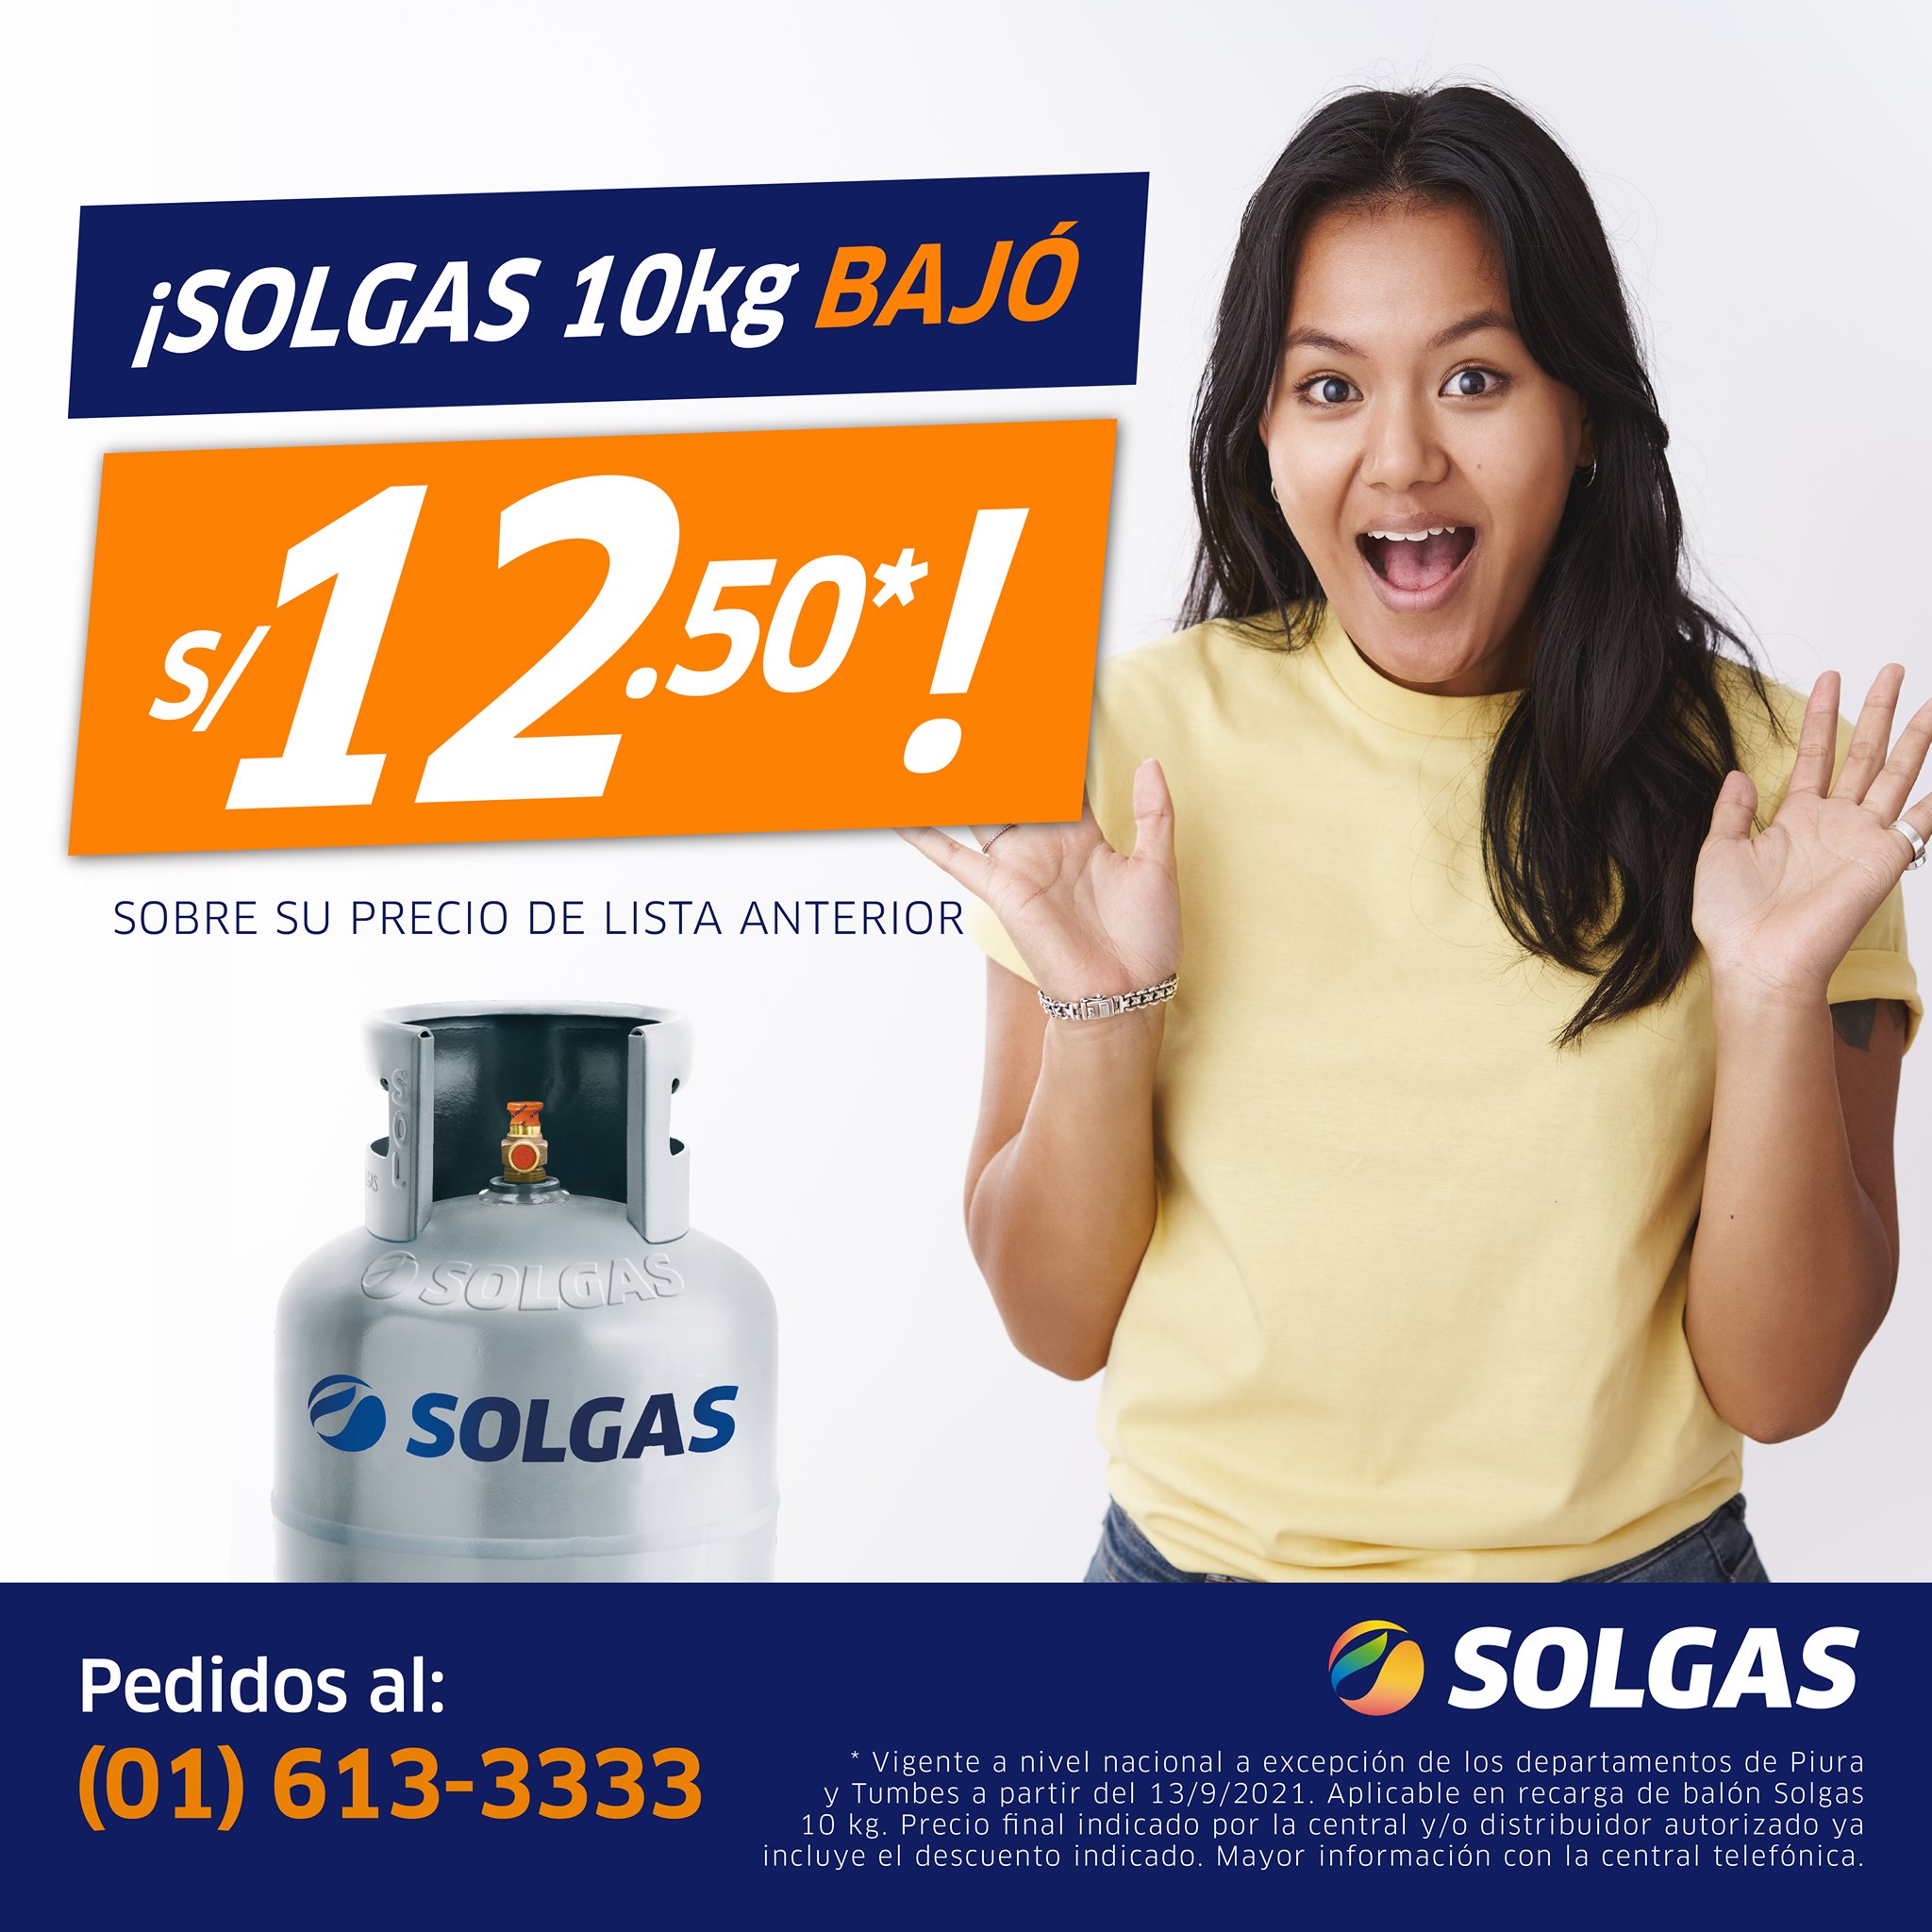 ¡SOLGAS 10kg BAJÓ
S/12.50*!
SOBRE SU PRECIO DE LISTA ANTERIOR
SOL
SOLGAS
SOLGAS
Pedidos al:
(01) 613-3333
SOLGAS
* Vigente a nivel nacional a excepción de los departamentos de Piura
y Tumbes a partir del 13/9/2021. Aplicable en recarga de balón Solgas
10 kg. Precio final indicado por la central y/o distribuidor autorizado ya
incluye el descuento indicado. Mayor información con la central telefónica.